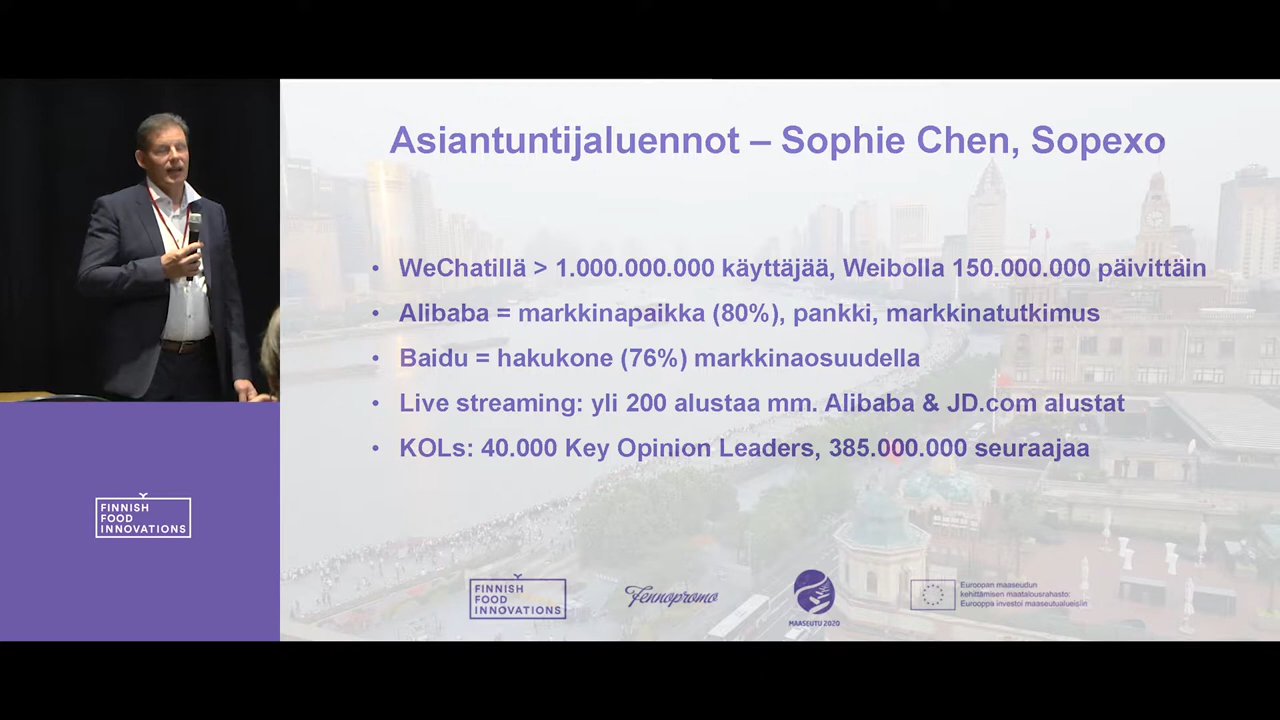 Asiantuntijaluennot – Sophie Chen, Sopexo
• WeChatillä > 1.000.000.000 käyttäjää, Weibolla 150.000.000 päivittäin
• Alibaba = markkinapaikka (80%), pankki, markkinatutkimus
• Baidu = hakukone (76%) markkinaosuudella
• Live streaming: yli 200 alustaa mm. Alibaba & JD.com alustat
• KOLs: 40.000 Key Opinion Leaders, 385.000.000 seuraajaa
FINNISH
FOOD
INNOVATIONS
FINNISH
FOOD
INNOVATIONS
Fennopromo
MAASEUTU 2020
Euroopan maaseudun
kehittämisen maatalousrahasto:
Eurooppa investoi maaseutualueisiin